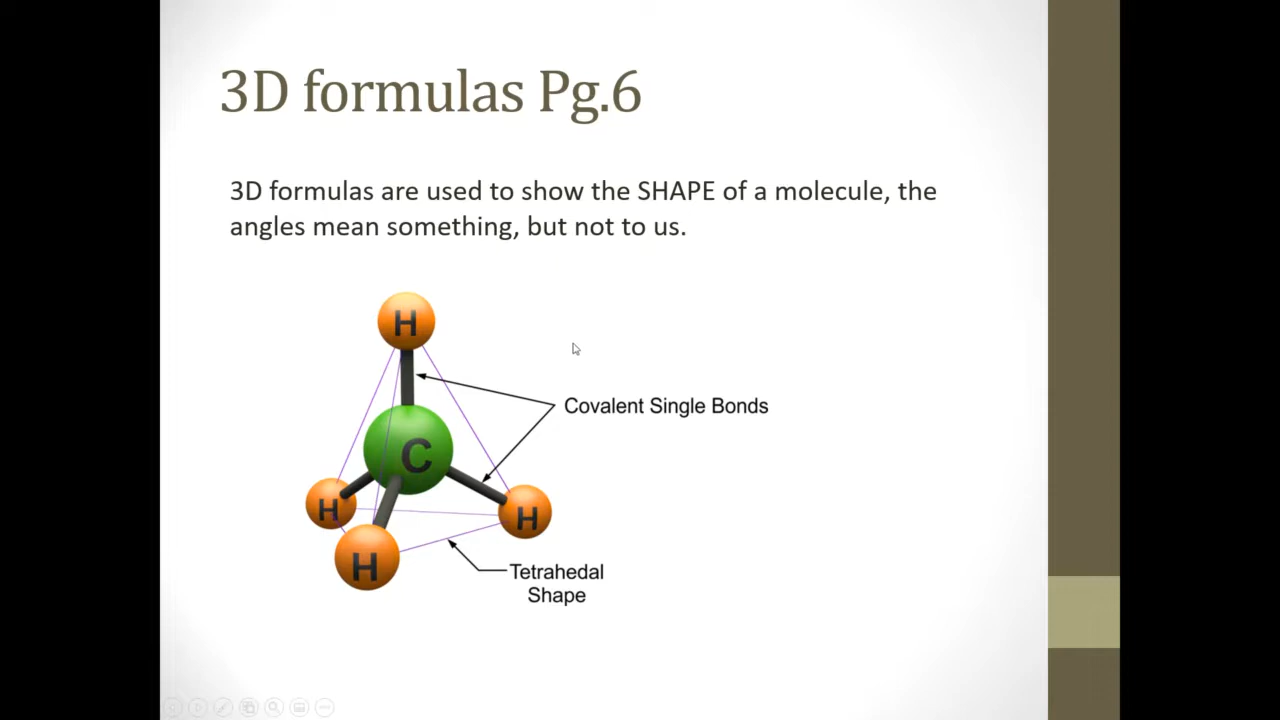 3D formulas Pg.6
3D formulas are used to show the SHAPE of a molecule, the
angles mean something, but not to us.
H
Covalent Single Bonds
C
H
H
H
Tetrahedal
Shape